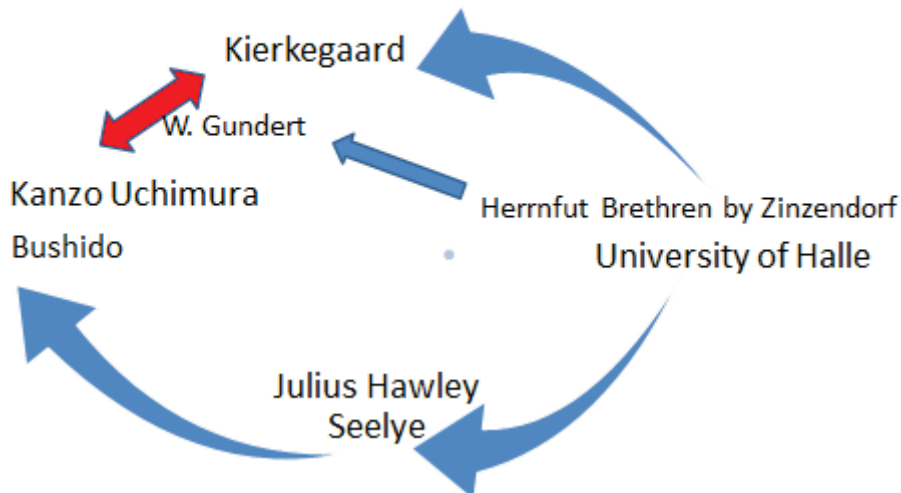 Kierkegaard
W. Gundert
Kanzo Uchimura
Bushido
Herrnfut Brethren by Zinzendorf
University of Halle
Julius Hawley
Seelye